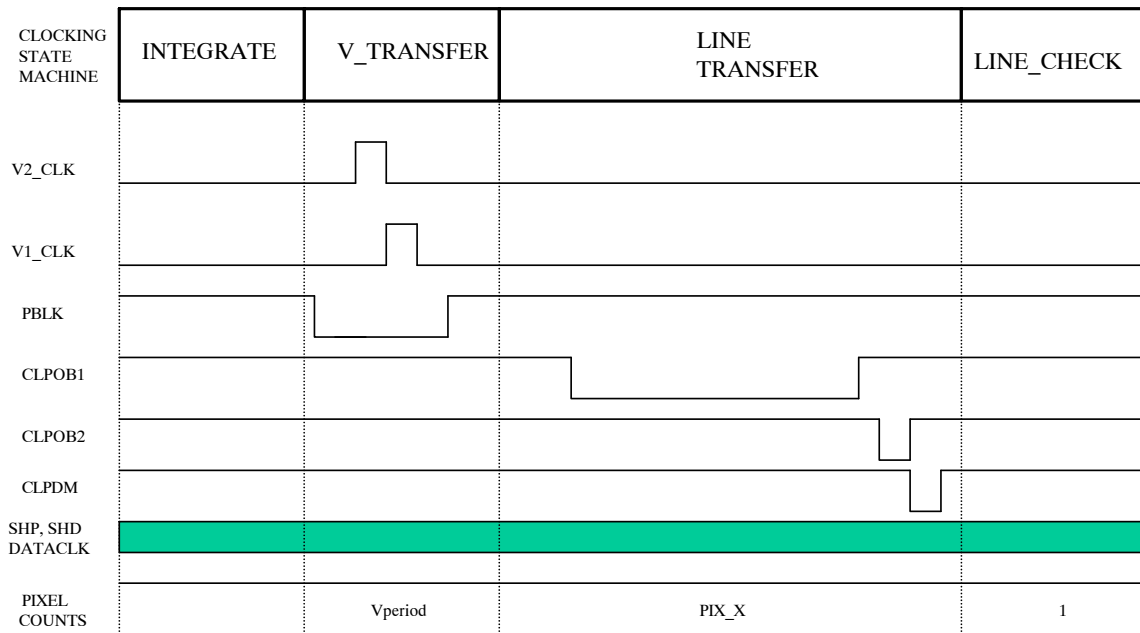 CLOCKING
STATE
MACHINE
INTEGRATE
V_TRANSFER
LINE
TRANSFER
LINE_CHECK
V2_CLK
V1_CLK
PBLK
CLPOB1
CLPOB2
CLPDM
SHP, SHD
DATACLK
PIXEL
COUNTS
Vperiod
PIX_X
1